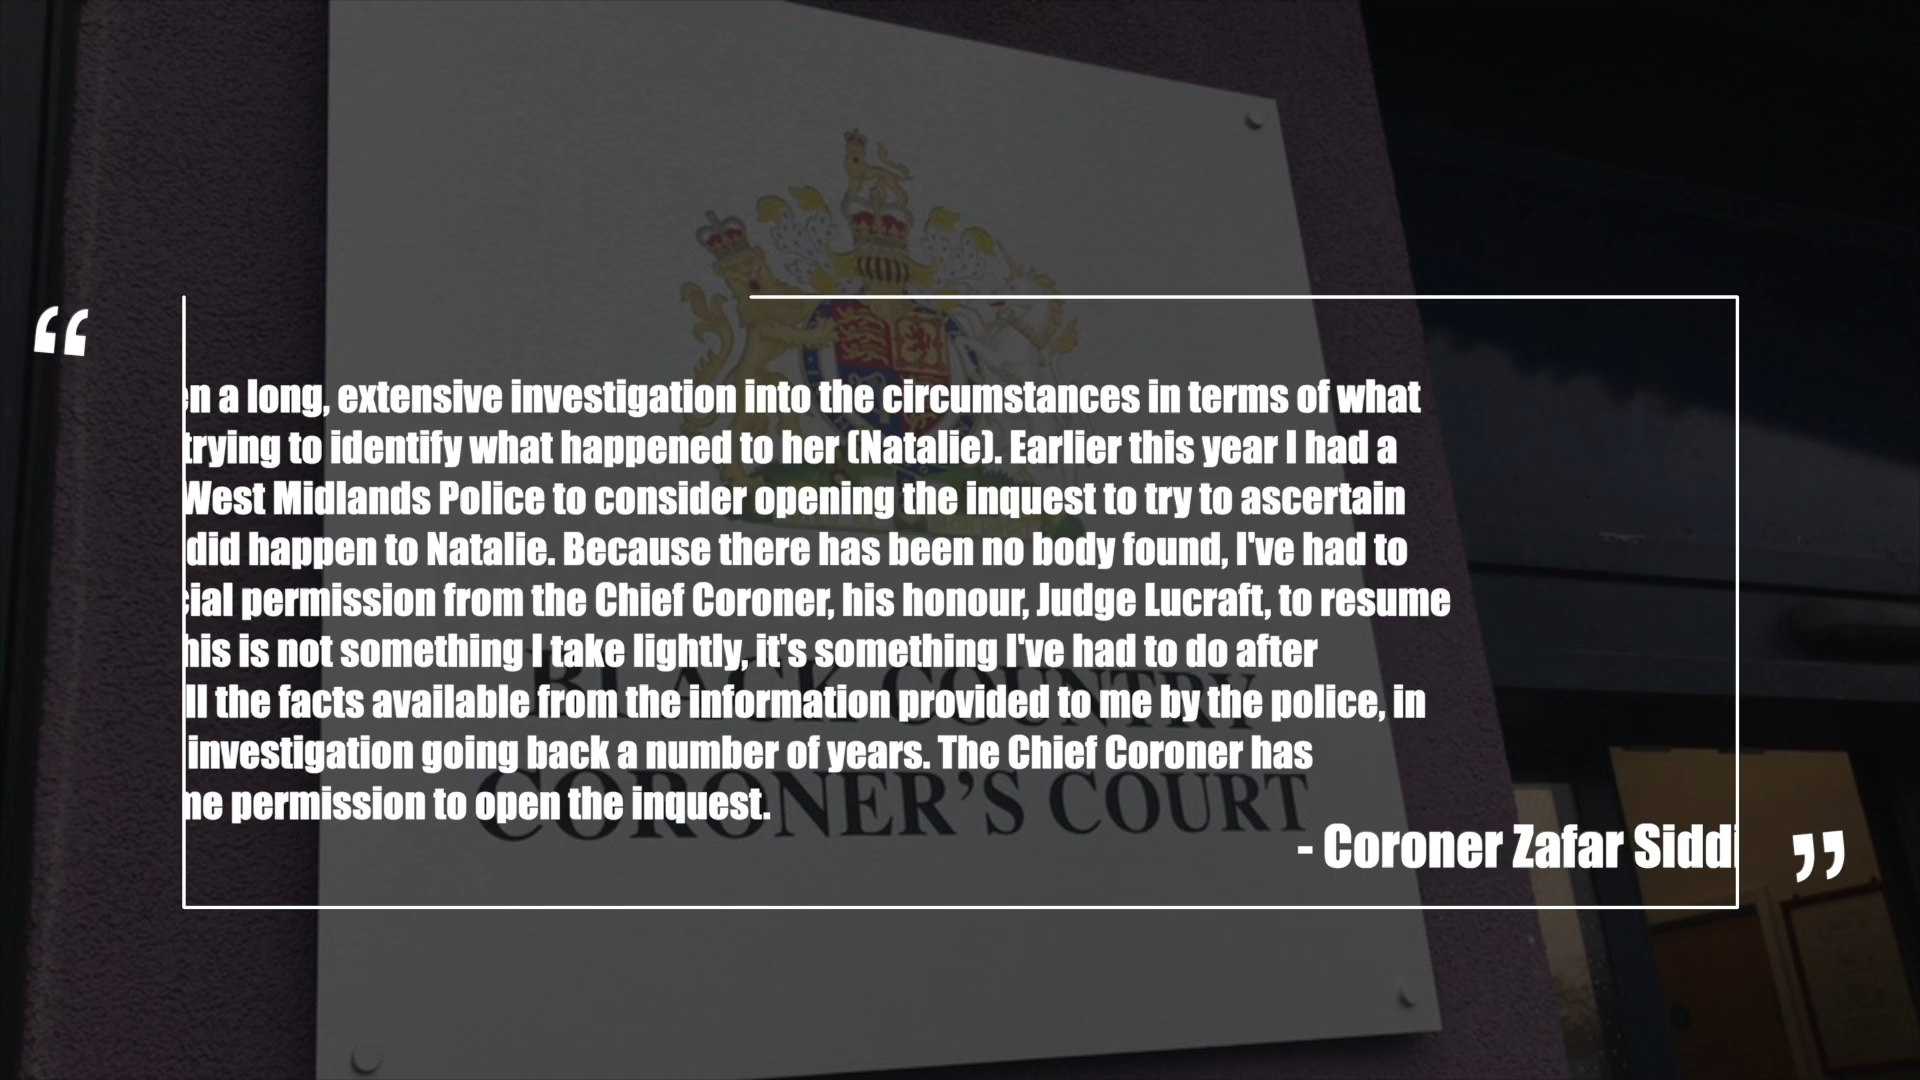 “
a long, extensive investigation into the circumstances in terms of what
trying to identify what happened to her (Natalie). Earlier this year I had a
West Midlands Police to consider opening the inquest to try to ascertain
did happen to Natalie. Because there has been no body found, I've had to
permission from the Chief Coroner, his honour, Judge Lucraft, to resume
is not something I take lightly, it's something I've had to do after
the facts available from the information provided to me by the police, in
investigation going back a number of years. The Chief Coroner has
permission to open the inquest.
- Coroner Zafar
”
BLACK COUNTRY
CORONER'S COURT